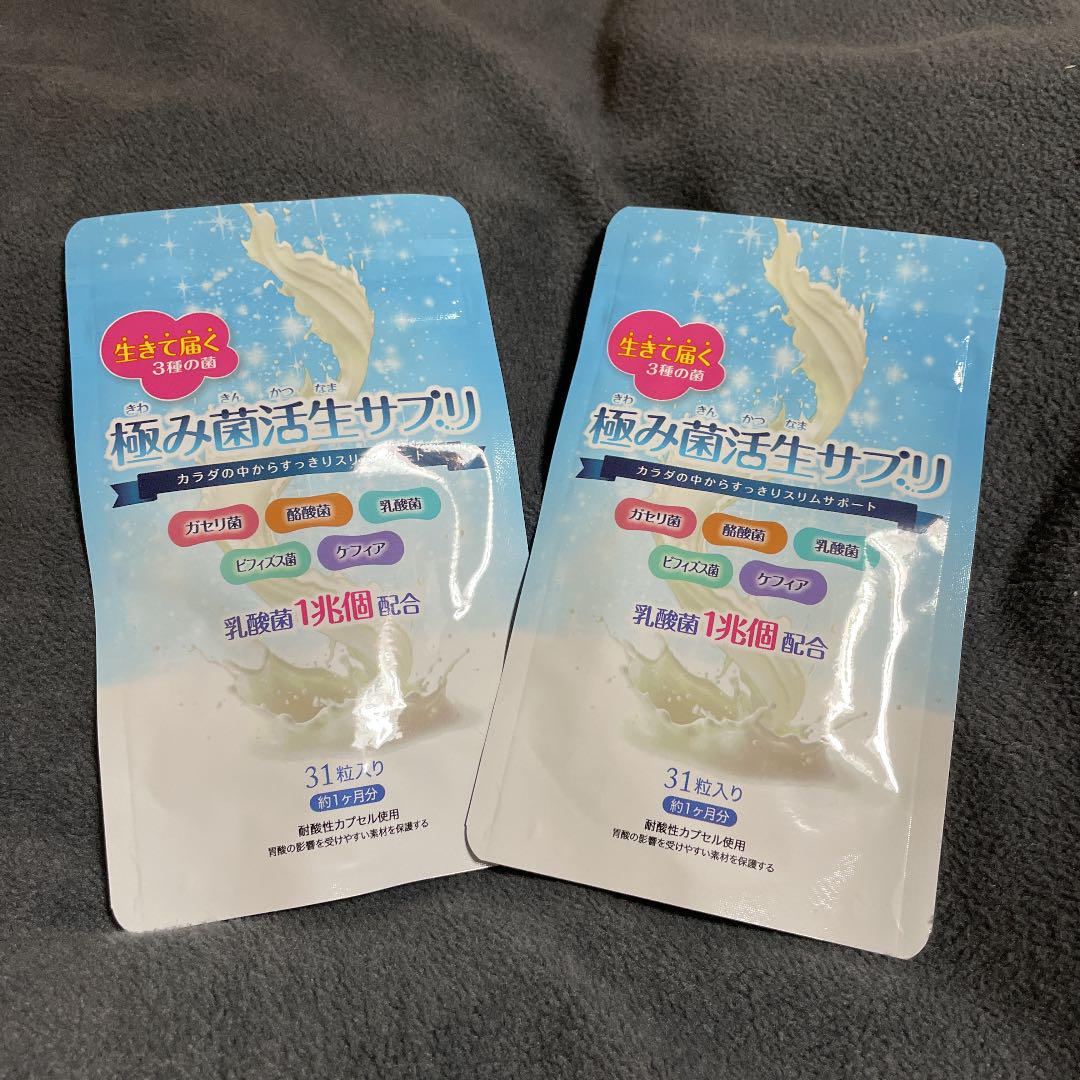 生きて届く
3種の菌
きわ きん かつ なま
極み菌活生サプリ
カラダの中からすっきりスリ ート
ガセリ菌 酪酸菌 乳酸菌
ビフィズス菌 ケフィア
乳酸菌1兆個配合
31粒入り
約1ヶ月分
耐酸性カプセル使用
胃酸の影響を受けやすい素材を保護する
生きて届く
3種の菌
きわ きん かつ なま
極み菌活生サプリ
カラダの中からすっきりスリムサポート
ガセリ菌 酪酸菌 乳酸菌
ビフィズス菌 ケフィア
乳酸菌1兆個配合
31粒入り
約1ヶ月分
耐酸性カプセル使用
胃酸の影響を受けやすい素材を保護する